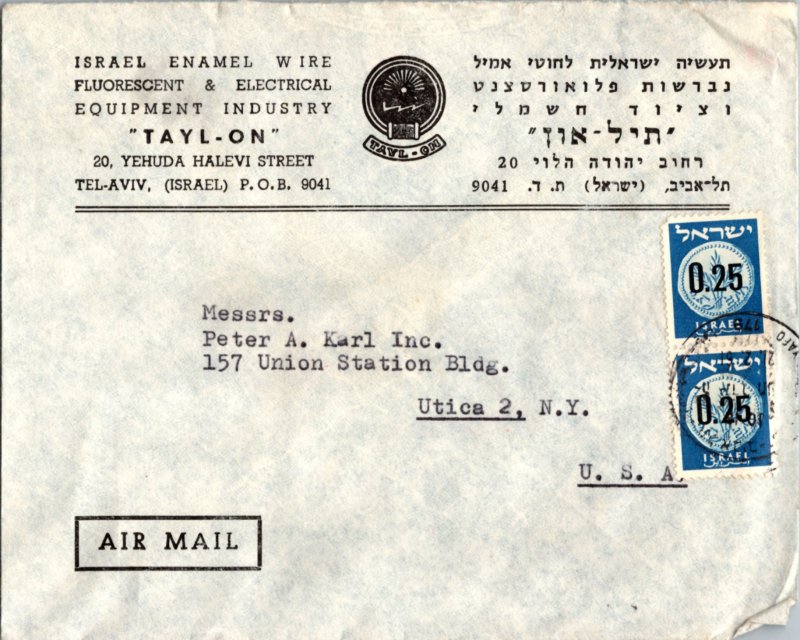 ISRAEL ENAMEL WIRE
FLUORESCENT & ELECTRICAL
EQUIPMENT INDUSTRY
"TAYL-ON"
20, YEHUDA HALEVI STREET
TEL-AVIV, (ISRAEL) P.O.B. 9041
TAYL-ON
תעשיה ישראלית לחוטי אמיל
נברשות פלואורסצנט
וציוד חשמלי
"תיל-און"
רחוב יהודה הלוי 20
תל-אביב, (ישראל) ת. ד. 9041
ישראל
0.25
ISRAEL
ישראל
0.25
ISRAEL
YAFO
Messrs.
Peter A. Karl Inc.
157 Union Station Bldg.
Utica 2, N.Y.
U. S. A.
AIR MAIL